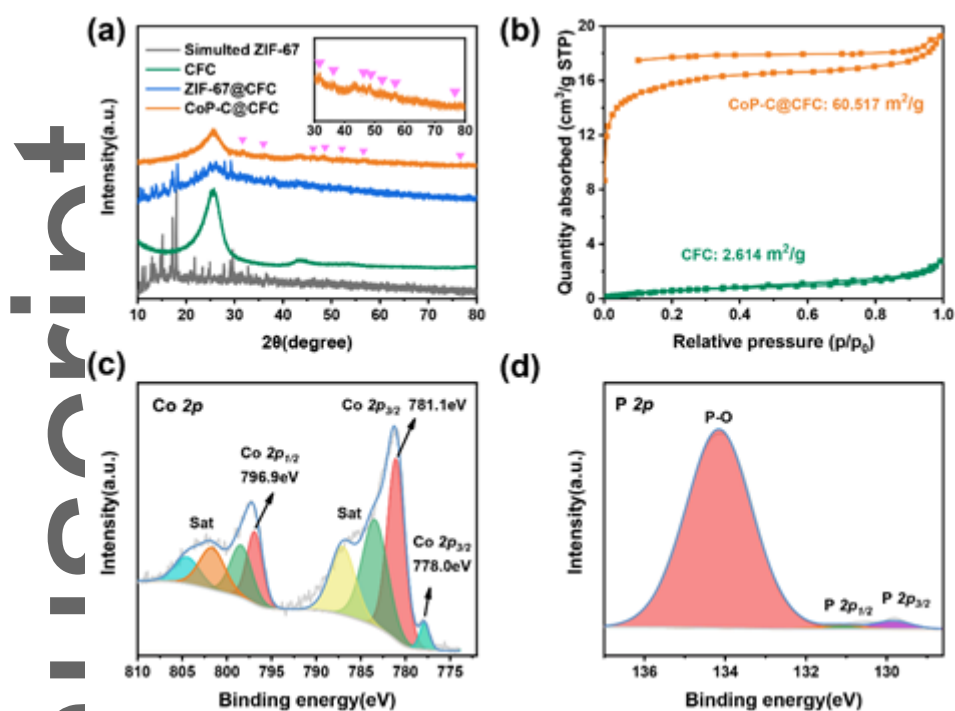 (a)
Simulted ZIF-67
CFC
ZIF-67@CFC
CoP-C@CFC
30 40 50 60 70 80
Intensity(a.u.)
10 20 30 40 50 60 70 80
2θ(degree)
(b)
20
16
12
8
4
0
Quantity absorbed (cm³/g STP)
CoP-C@CFC: 60.517 m²/g
CFC: 2.614 m²/g
0.0 0.2 0.4 0.6 0.8 1.0
Relative pressure (p/p₀)
(c)
Co 2p
Co 2p₃/₂
781.1eV
Co 2p₁/₂
796.9eV
Sat
Sat
Co 2p₃/₂
778.0eV
Intensity(a.u.)
810 805 800 790 785 780 775
Binding energy(eV)
(d)
P 2p
P-O
P 2p₁/₂
P 2p₃/₂
Intensity(a.u.)
136 134 132 130
Binding energy(eV)